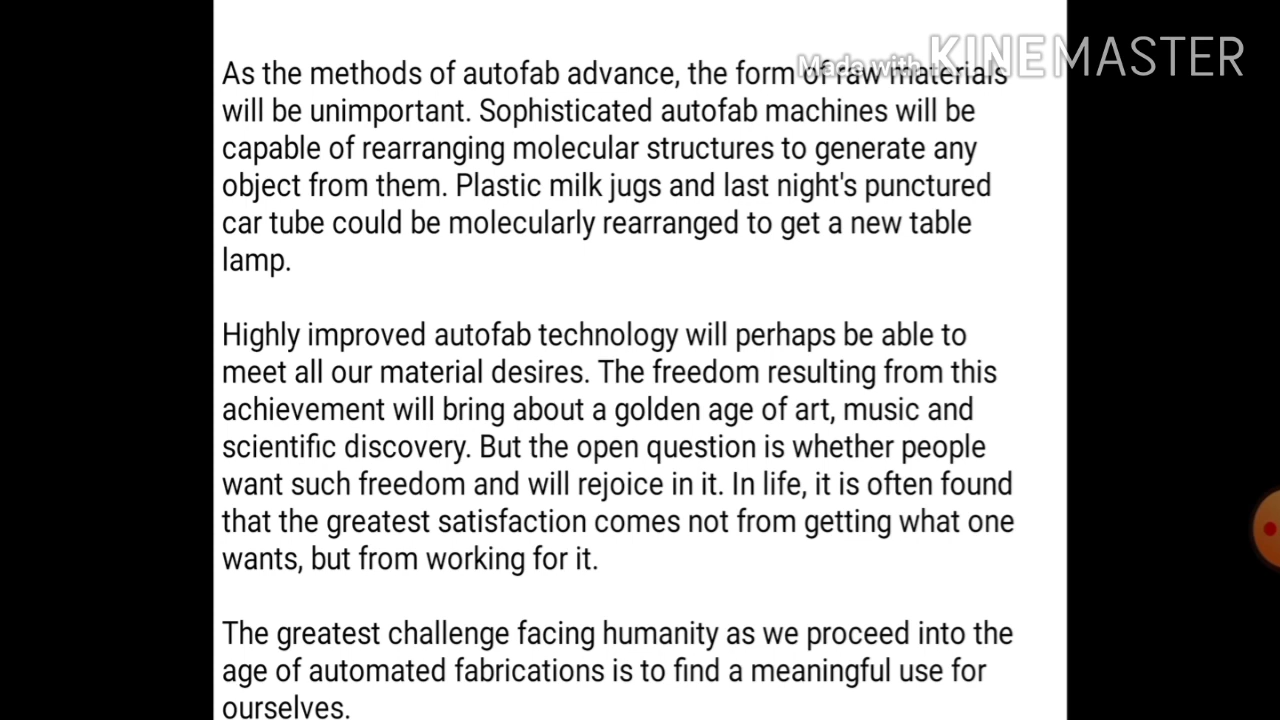 Made with KINEMASTER
As the methods of autofab advance, the form of raw materials
will be unimportant. Sophisticated autofab machines will be
capable of rearranging molecular structures to generate any
object from them. Plastic milk jugs and last night's punctured
car tube could be molecularly rearranged to get a new table
lamp.
Highly improved autofab technology will perhaps be able to
meet all our material desires. The freedom resulting from this
achievement will bring about a golden age of art, music and
scientific discovery. But the open question is whether people
want such freedom and will rejoice in it. In life, it is often found
that the greatest satisfaction comes not from getting what one
wants, but from working for it.
The greatest challenge facing humanity as we proceed into the
age of automated fabrications is to find a meaningful use for
ourselves.